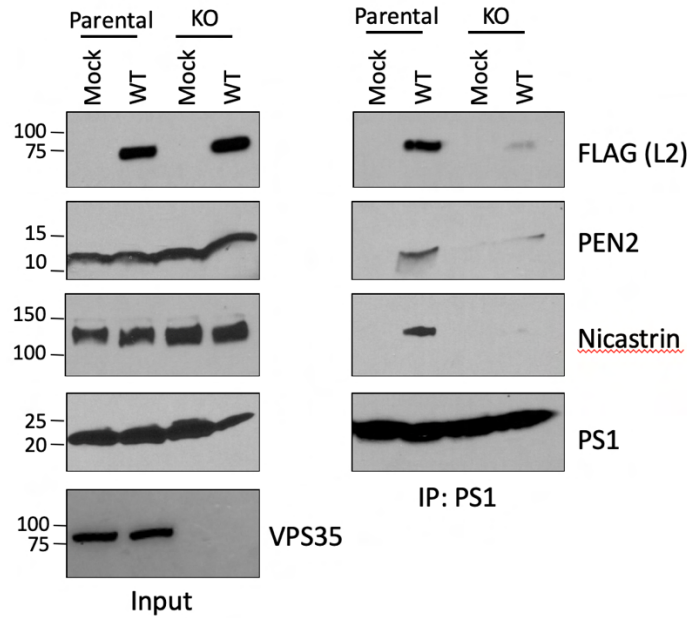 Parental KO Parental KO
Mock WT Mock WT Mock WT Mock WT
100
75
FLAG (L2)
15
10
PEN2
150
100
Nicastrin
25
20
PS1
IP: PS1
100
75
VPS35
Input